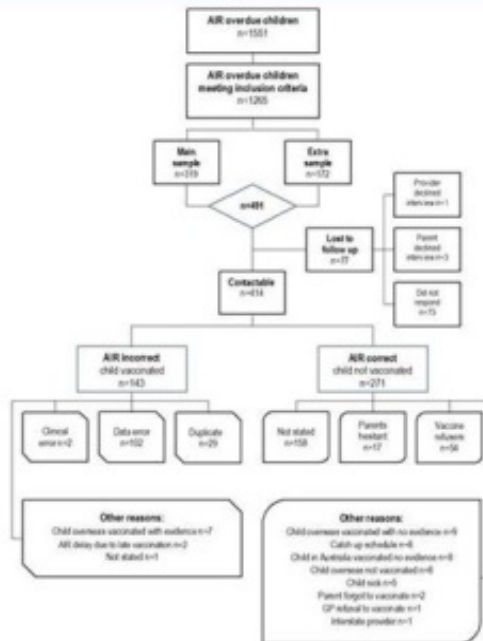 AIR overdue children
n=1551
AIR overdue children
meeting inclusion criteria
n=1265
Main
sample
n=319
Extra
sample
n=172
n=491
Lost to
follow up
n=77
Provider
declined
interview n=1
Parent
declined
interview n=3
Did not
respond
n=73
Contactable
n=414
AIR incorrect
child vaccinated
n=143
AIR correct
child not vaccinated
n=271
Clinical
error n=2
Data error
n=102
Duplicate
n=29
Not stated
n=158
Parents
hesitant
n=17
Vaccine
refusers
n=54
Other reasons:
Child overseas vaccinated with evidence n=7
AIR delay due to late vaccination n=2
Not stated n=1
Other reasons:
Child overseas vaccinated with no evidence n=9
Catch up schedule n=8
Child in Australia vaccinated no evidence n=8
Child overseas not vaccinated n=8
Child sick n=5
Parent forgot to vaccinate n=2
GP refusal to vaccinate n=1
Interstate provider n=1